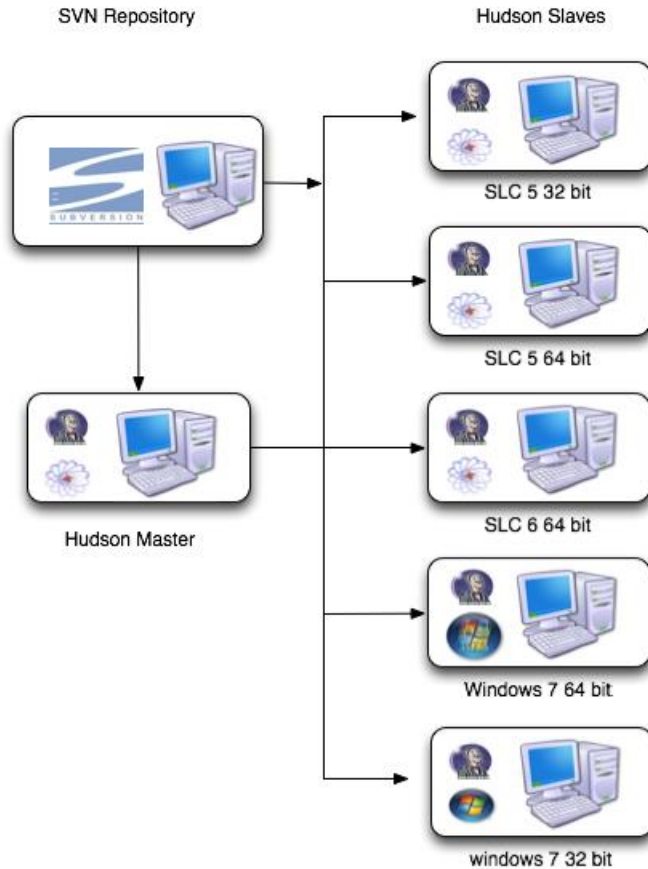 SVN Repository
Hudson Slaves
SUBVERSION
SLC 5 32 bit
SLC 5 64 bit
Hudson Master
SLC 6 64 bit
Windows 7 64 bit
windows 7 32 bit